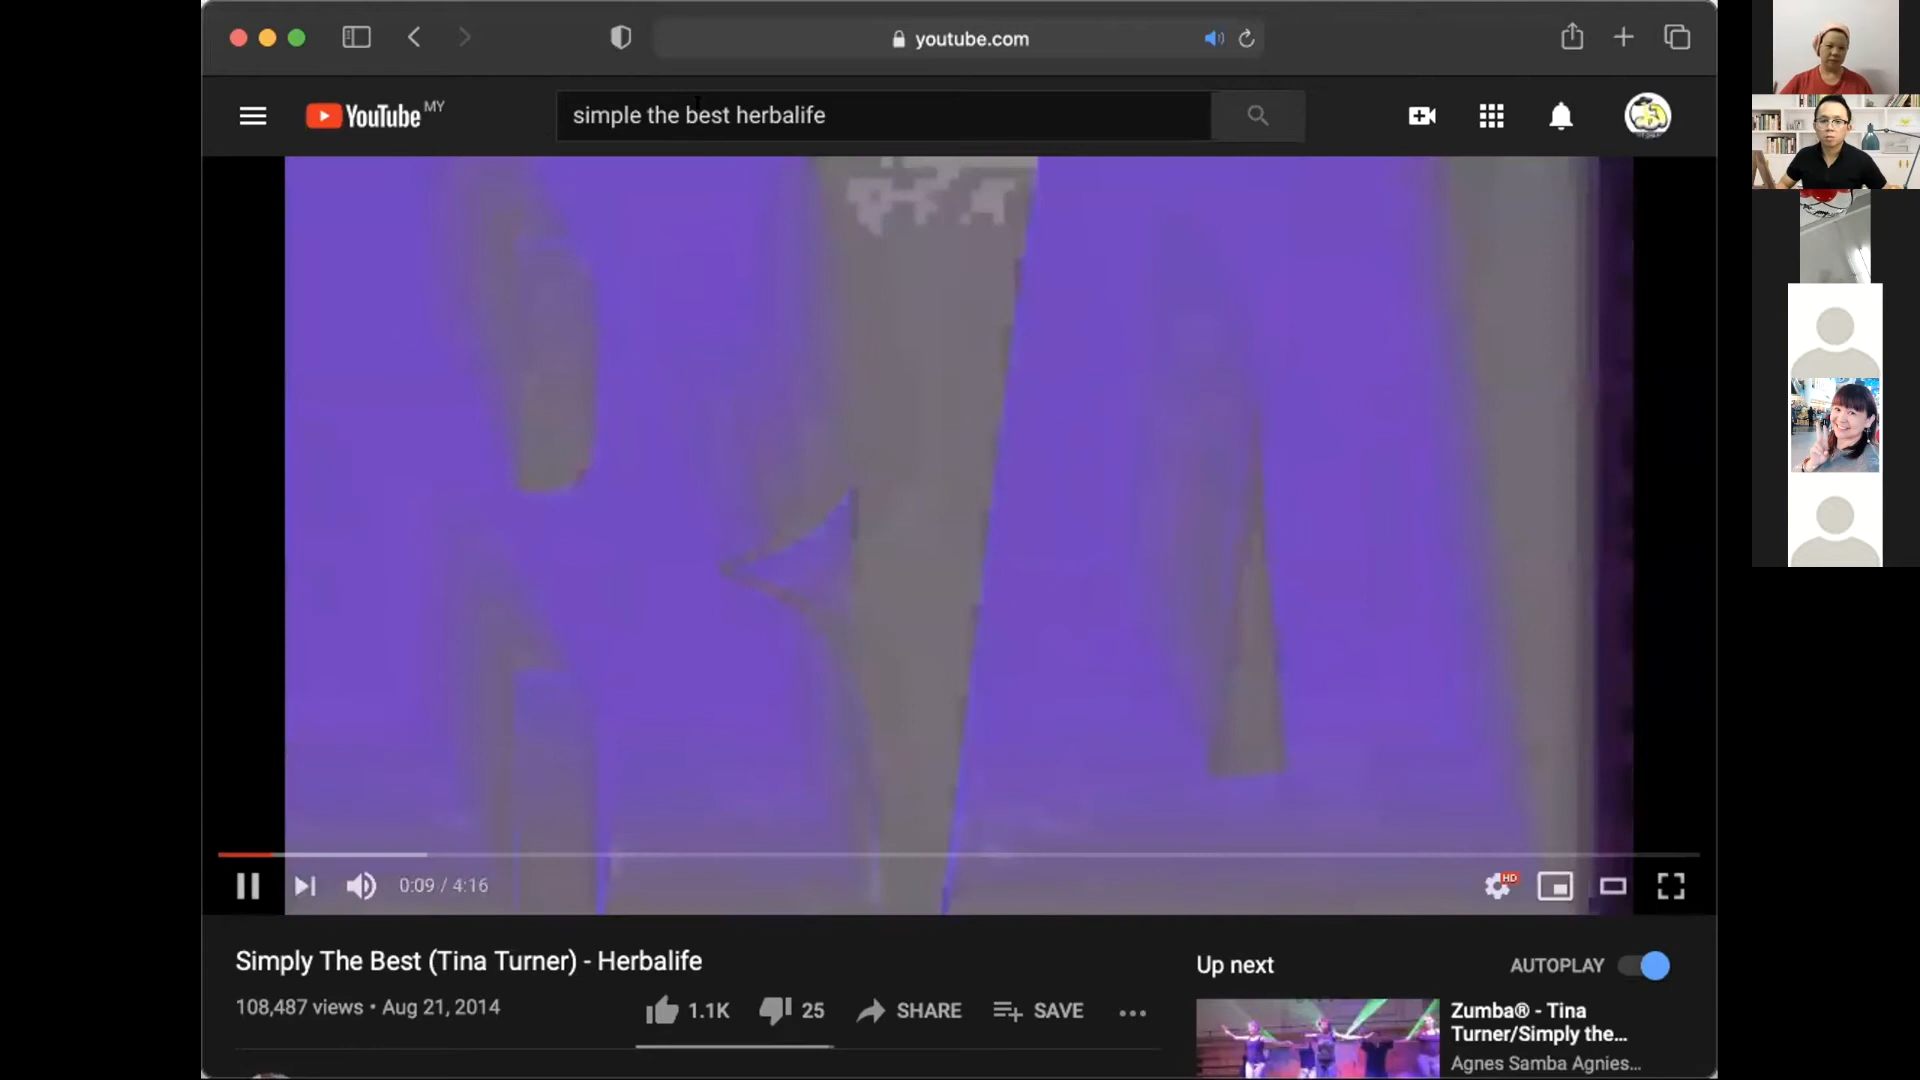 youtube.com
YouTube MY
simple the best herbalife
0:09 / 4:16
HD
Simply The Best (Tina Turner) - Herbalife
108,487 views • Aug 21, 2014
1.1K
25
SHARE
SAVE
Up next
AUTOPLAY
Zumba® - Tina
Turner/Simply the...
Agnes Samba Agnies...